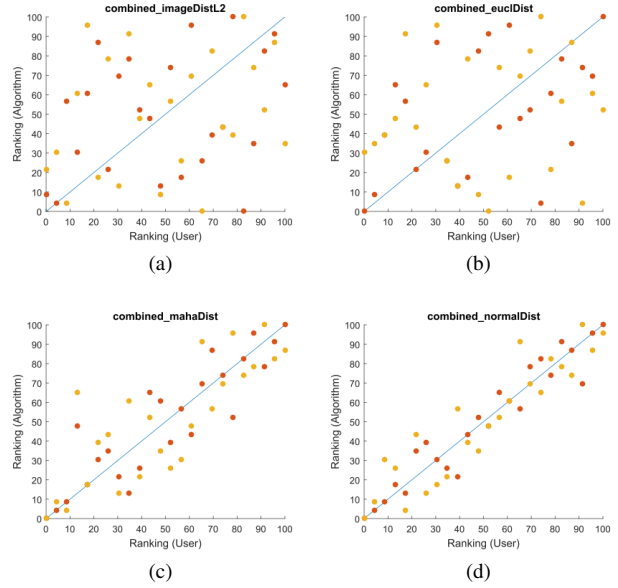 combined_imageDistL2
100
90
80
70
60
50
40
30
20
10
0
Ranking (Algorithm)
0 10 20 30 40 50 60 70 80 90 100
Ranking (User)
(a)
combined_euclDist
100
90
80
70
60
50
40
30
20
10
0
Ranking (Algorithm)
0 10 20 30 40 50 60 70 80 90 100
Ranking (User)
(b)
combined_mahaDist
100
90
80
70
60
50
40
30
20
10
0
Ranking (Algorithm)
0 10 20 30 40 50 60 70 80 90 100
Ranking (User)
(c)
combined_normalDist
100
90
80
70
60
50
40
30
20
10
0
Ranking (Algorithm)
0 10 20 30 40 50 60 70 80 90 100
Ranking (User)
(d)